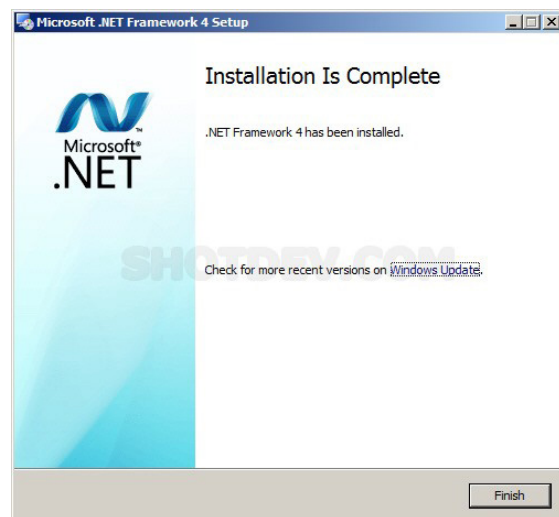 Microsoft .NET Framework 4 Setup
Installation Is Complete
Microsoft®
.NET
.NET Framework 4 has been installed.
SHOTDEV.COM
Check for more recent versions on Windows Update.
Finish